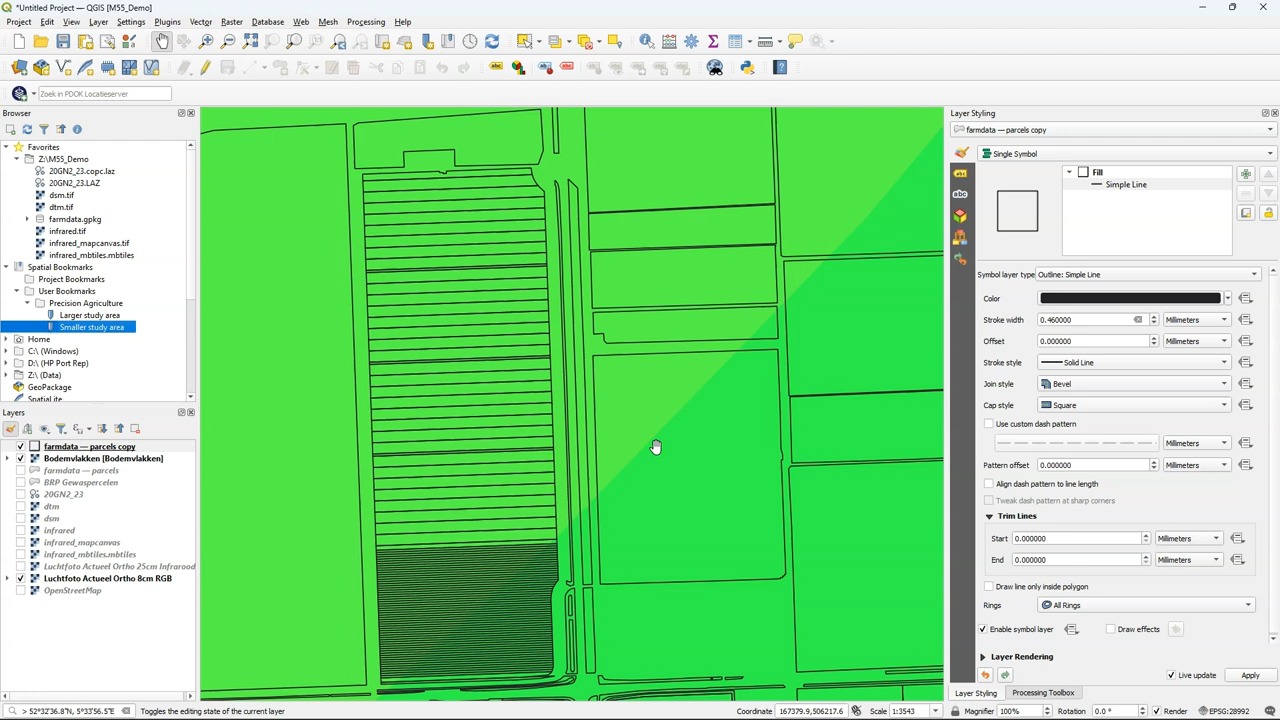 *Untitled Project — QGIS [M55_Demo]
Project Edit View Layer Settings Plugins Vector Raster Database Web Mesh Processing Help
Zoek in PDOK Locatieserver
Browser
Favorites
Z:\M55_Demo
20GN2_23.copc.laz
20GN2_23.LAZ
dsm.tif
dtm.tif
farmdata.gpkg
infrared.tif
infrared_mapcanvas.tif
infrared_mbtiles.mbtiles
Spatial Bookmarks
Project Bookmarks
User Bookmarks
Precision Agriculture
Larger study area
Smaller study area
Home
C:\ (Windows)
D:\ (HP Port Rep)
Z:\ (Data)
GeoPackage
SpatiaLite
Layers
farmdata — parcels copy
Bodemvlakken [Bodemvlakken]
farmdata — parcels
BRP Gewaspercelen
20GN2_23
dtm
dsm
infrared
infrared_mapcanvas
infrared_mbtiles.mbtiles
Luchtfoto Actueel Ortho 25cm Infrarood
Luchtfoto Actueel Ortho 8cm RGB
OpenStreetMap
Layer Styling
farmdata — parcels copy
Single Symbol
Fill
Simple Line
Symbol layer type Outline: Simple Line
Color
Stroke width 0.460000 Millimeters
Offset 0.000000 Millimeters
Stroke style Solid Line
Join style Bevel
Cap style Square
Use custom dash pattern
Millimeters
Pattern offset 0.000000 Millimeters
Align dash pattern to line length
Tweak dash pattern at sharp corners
Trim Lines
Start 0.000000 Millimeters
End 0.000000 Millimeters
Draw line only inside polygon
Rings All Rings
Enable symbol layer Draw effects
Layer Rendering
Live update Apply
Layer Styling Processing Toolbox
> 52°32'36.8"N, 5°33'56.5"E Toggles the editing state of the current layer Coordinate 167379.9,506217.6 Scale 1:3543 Magnifier 100% Rotation 0.0 ° Render EPSG:28992